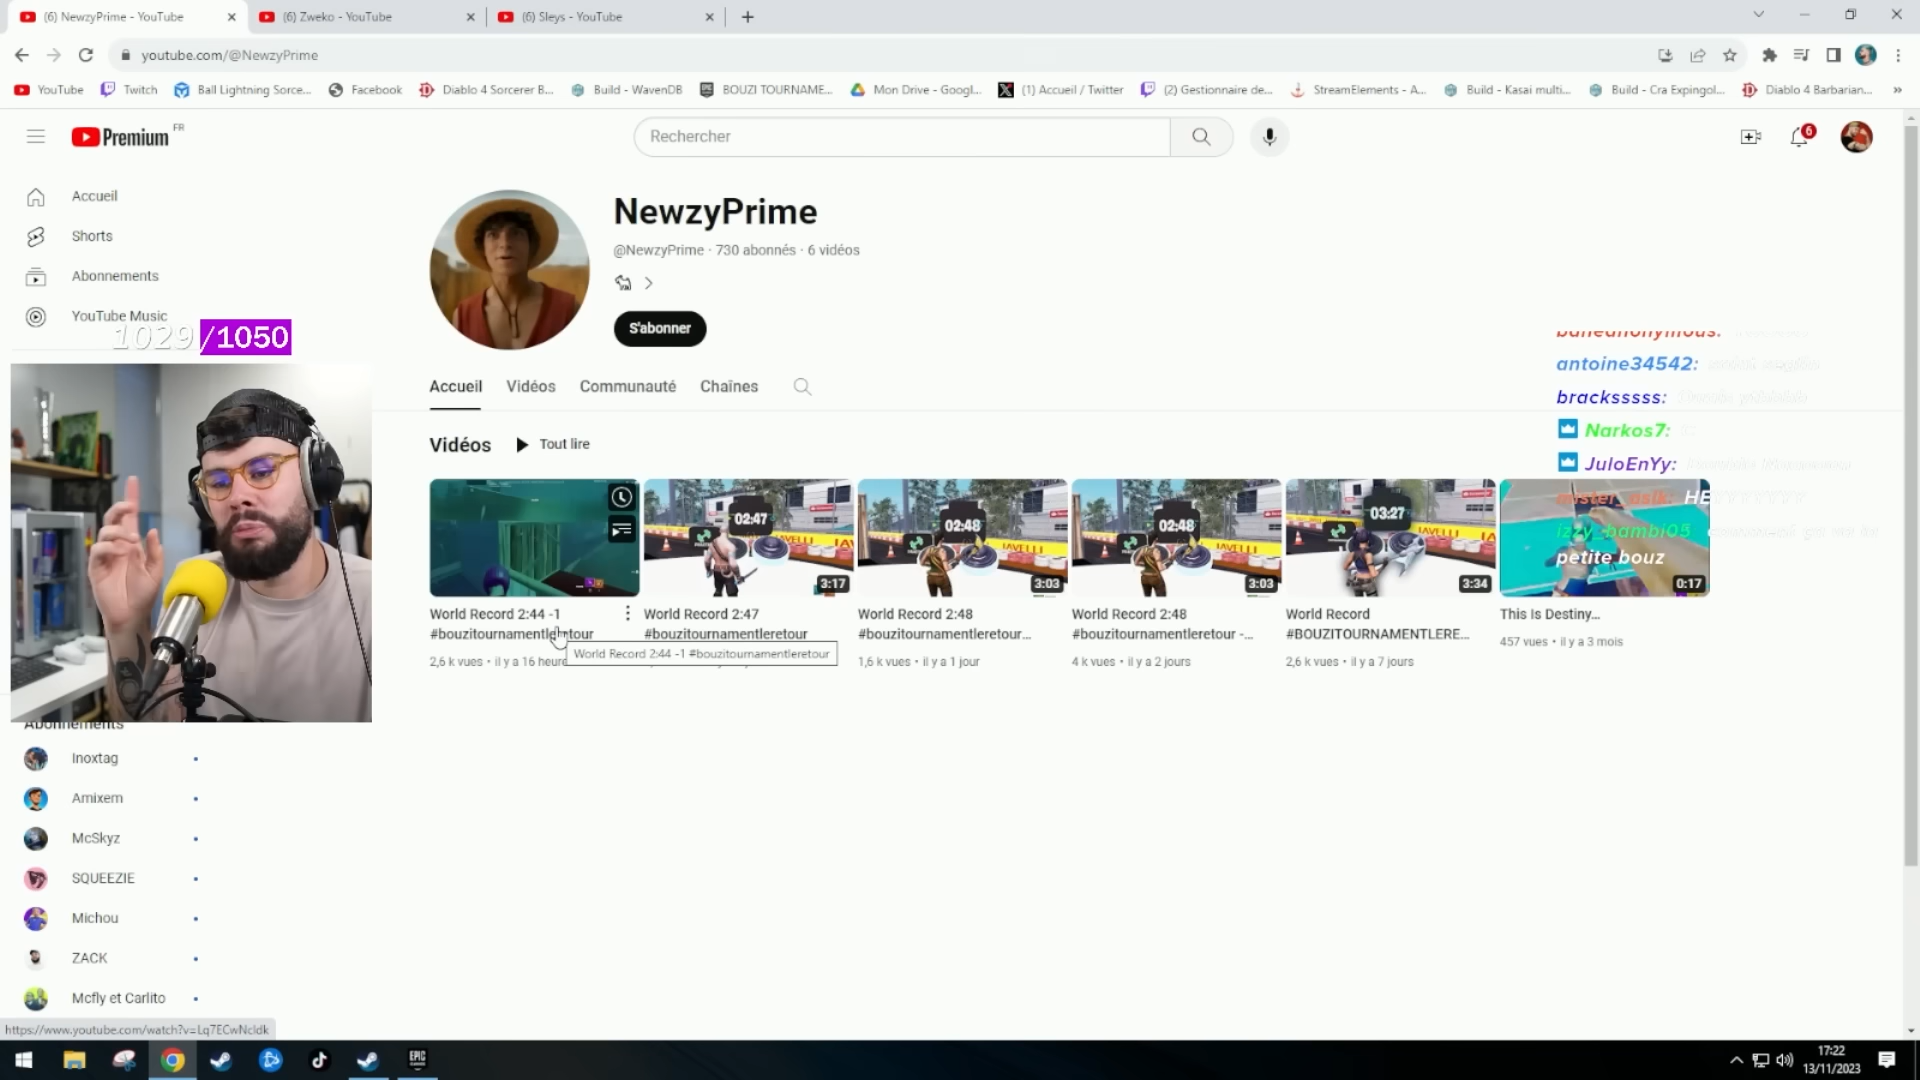 (6) NewzyPrime - YouTube
(6) Zweko - YouTube
(6) Sleys - YouTube
youtube.com/@NewzyPrime
YouTube
Twitch
Ball Lightning Sorce...
Facebook
Diablo 4 Sorcerer B...
Build - WavenDB
BOUZI TOURNAME...
Mon Drive - Googl...
(1) Accueil / Twitter
(2) Gestionnaire de...
StreamElements - A...
Build - Kasai multi...
Build - Cra Expingol...
Diablo 4 Barbarian...
Premium FR
Rechercher
6
Accueil
Shorts
Abonnements
YouTube Music
1029/1050
NewzyPrime
@NewzyPrime · 730 abonnés · 6 vidéos
S'abonner
Accueil
Vidéos
Communauté
Chaînes
antoine34542:
bracksssss:
Narkos7:
JuloEnYy:
petite bouz
Vidéos
Tout lire
02:47
3:17
02:48
3:03
02:48
3:03
03:27
3:34
0:17
World Record 2:44 -1
#bouzitournamentleretour
2,6 k vues • il y a 16 heure
World Record 2:47
#bouzitournamentleretour
World Record 2:44 -1 #bouzitournamentleretour
World Record 2:48
#bouzitournamentleretour...
1,6 k vues • il y a 1 jour
World Record 2:48
#bouzitournamentleretour -...
4 k vues • il y a 2 jours
World Record
#BOUZITOURNAMENTLERE...
2,6 k vues • il y a 7 jours
This Is Destiny...
457 vues • il y a 3 mois
Abonnements
Inoxtag
Amixem
McSkyz
SQUEEZIE
Michou
ZACK
Mcfly et Carlito
https://www.youtube.com/watch?v=Lq7ECwNcIdk
EPIC
17:22
13/11/2023